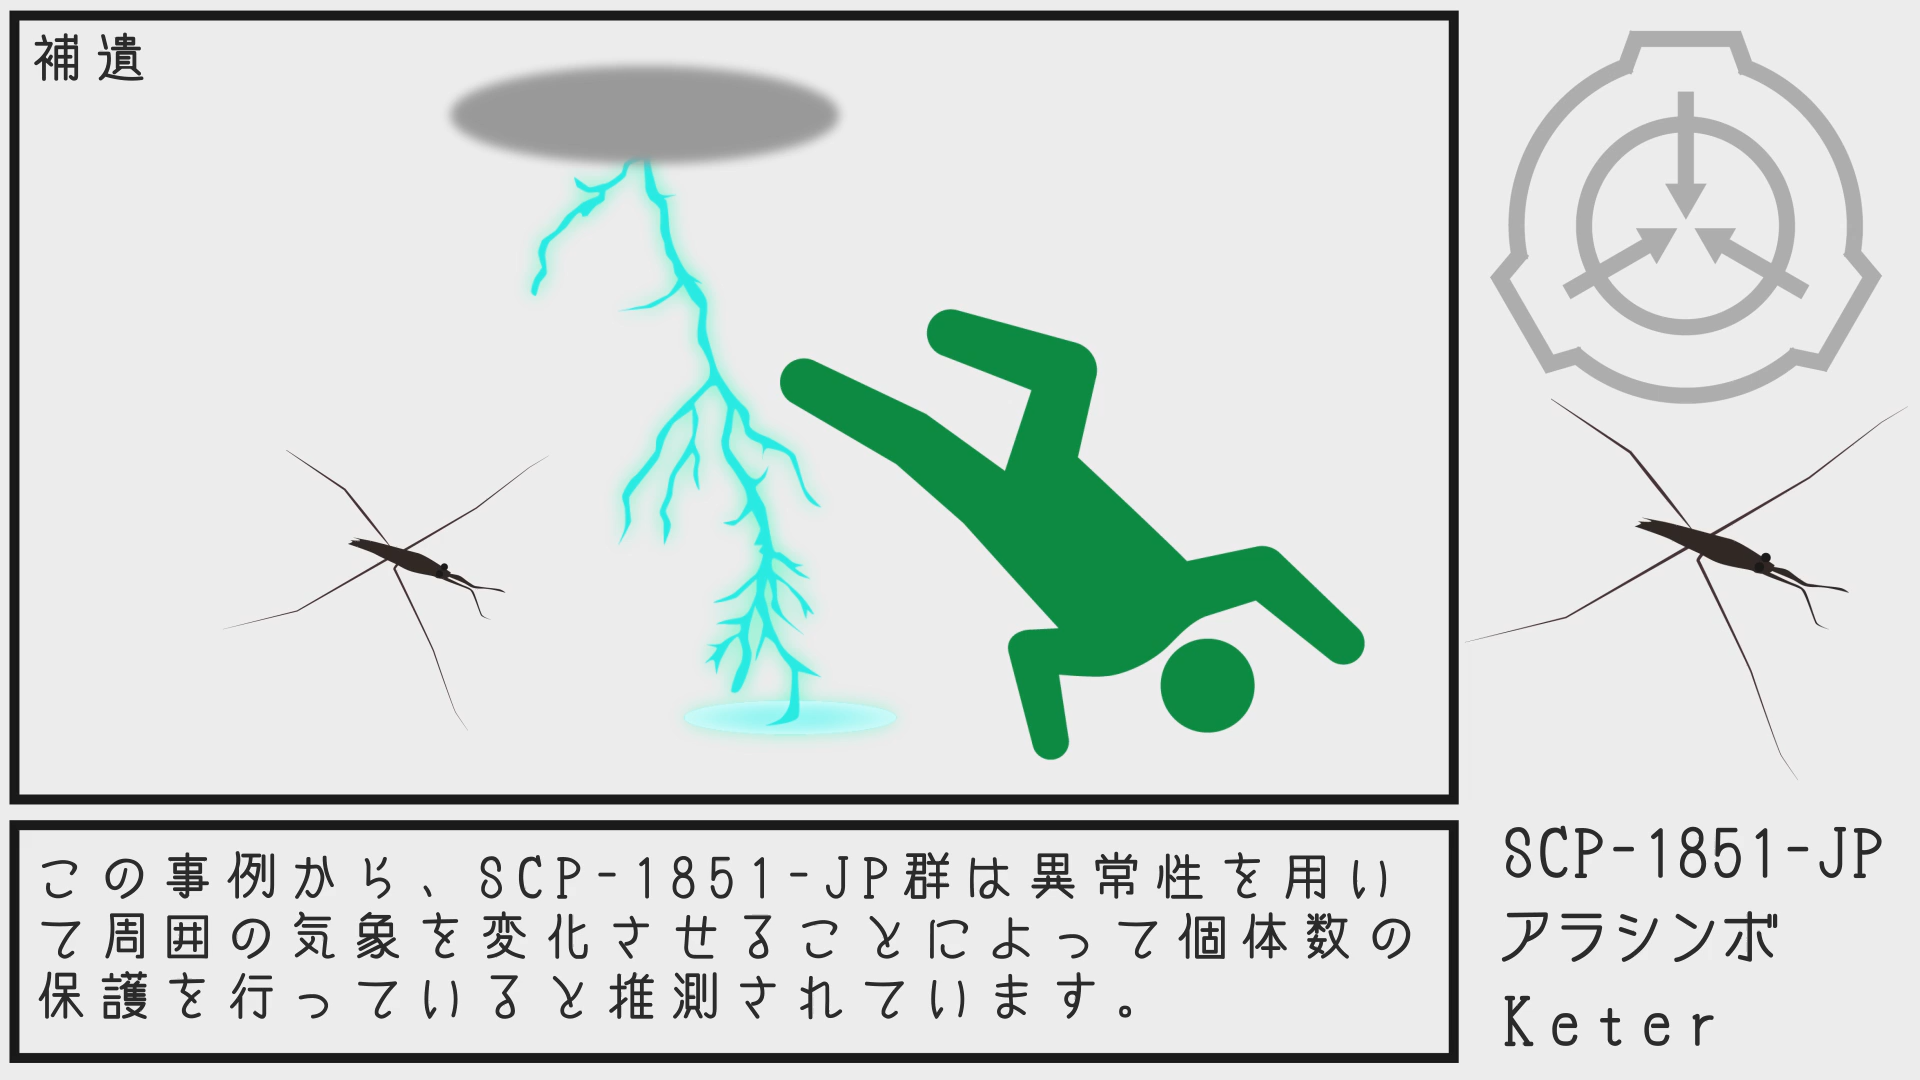 補遺
この事例から、SCP-1851-JP群は異常性を用い
て周囲の気象を変化させることによって個体数の
保護を行っていると推測されています。
SCP-1851-JP
アラシンボ
Keter